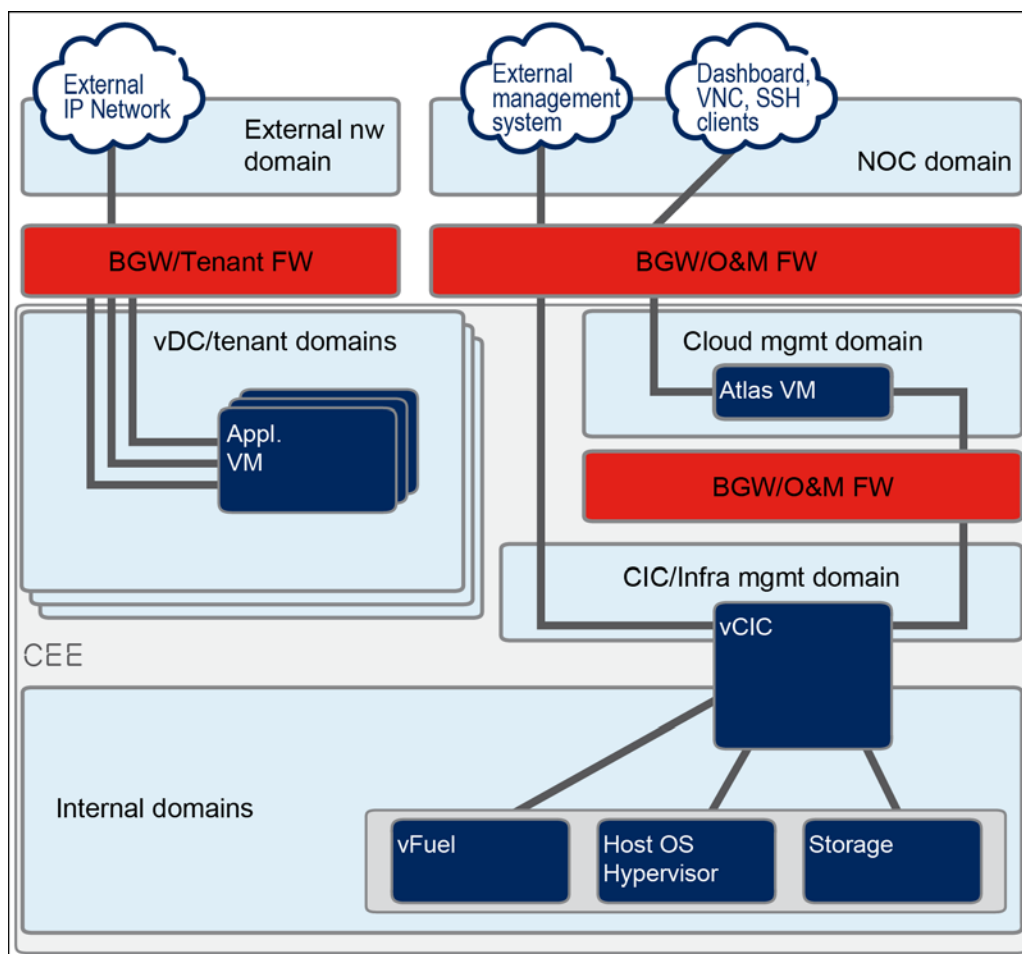 External
IP Network
External
management
system
Dashboard,
VNC, SSH
clients
External nw
domain
NOC domain
BGW/Tenant FW
BGW/O&M FW
vDC/tenant domains
Cloud mgmt domain
Atlas VM
Appl.
VM
BGW/O&M FW
CIC/Infra mgmt domain
vCIC
CEE
Internal domains
vFuel
Host OS
Hypervisor
Storage